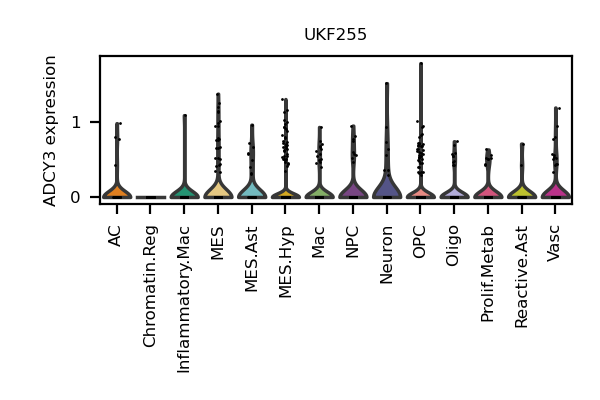 UKF255
ADCY3 expression
1
0
AC
Chromatin.Reg
Inflammatory.Mac
MES
MES.Ast
MES.Hyp
Mac
NPC
Neuron
OPC
Oligo
Prolif.Metab
Reactive.Ast
Vasc